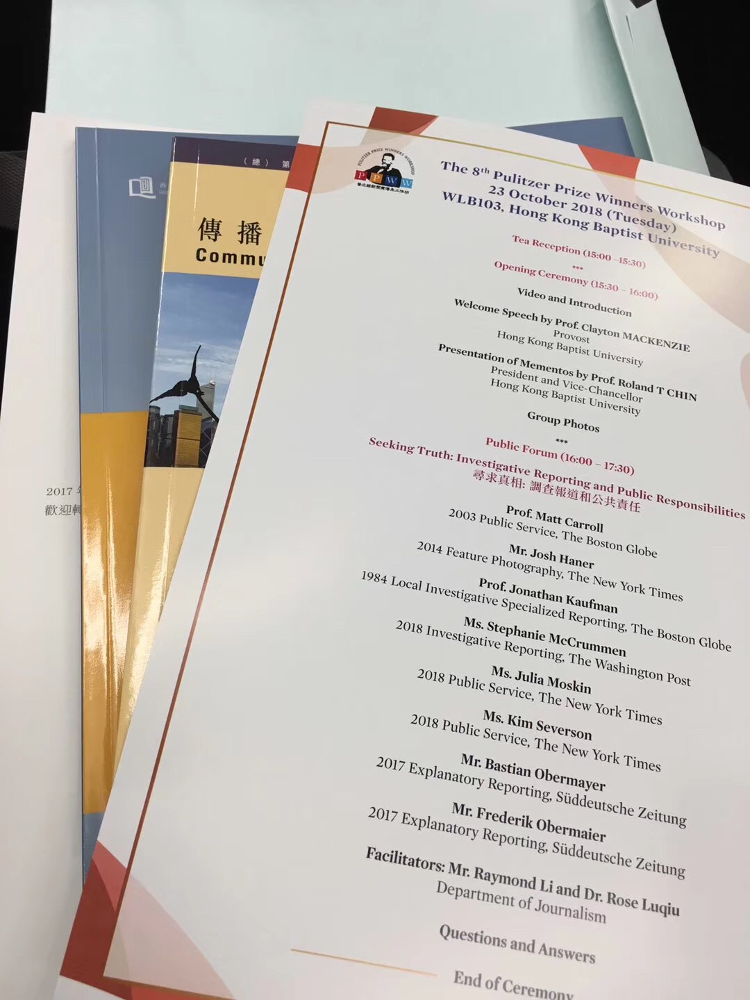 PULITZER PRIZE WINNERS WORKSHOP
P P W W
普立茲新聞獎得主工作坊
The 8th Pulitzer Prize Winners Workshop
23 October 2018 (Tuesday)
WLB103, Hong Kong Baptist University
Tea Reception (15:00 –15:30)
***
Opening Ceremony (15:30 – 16:00)
Video and Introduction
Welcome Speech by Prof. Clayton MACKENZIE
Provost
Hong Kong Baptist University
Presentation of Mementos by Prof. Roland T CHIN
President and Vice-Chancellor
Hong Kong Baptist University
Group Photos
***
Public Forum (16:00 – 17:30)
Seeking Truth: Investigative Reporting and Public Responsibilities
尋求真相: 調查報道和公共責任
Prof. Matt Carroll
2003 Public Service, The Boston Globe
Mr. Josh Haner
2014 Feature Photography, The New York Times
Prof. Jonathan Kaufman
1984 Local Investigative Specialized Reporting, The Boston Globe
Ms. Stephanie McCrummen
2018 Investigative Reporting, The Washington Post
Ms. Julia Moskin
2018 Public Service, The New York Times
Ms. Kim Severson
2018 Public Service, The New York Times
Mr. Bastian Obermayer
2017 Explanatory Reporting, Süddeutsche Zeitung
Mr. Frederik Obermaier
2017 Explanatory Reporting, Süddeutsche Zeitung
Facilitators: Mr. Raymond Li and Dr. Rose Luqiu
Department of Journalism
Questions and Answers
End of Ceremony
（總）第
傳播
Commu
2017
歡迎轉